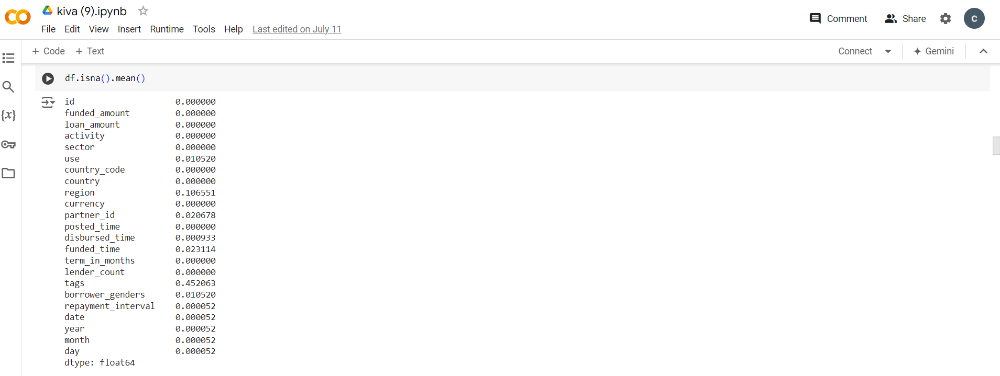 kiva (9).ipynb
File Edit View Insert Runtime Tools Help Last edited on July 11
Comment Share C
+ Code + Text
Connect Gemini
{x}
df.isna().mean()
id 0.000000
funded_amount 0.000000
loan_amount 0.000000
activity 0.000000
sector 0.000000
use 0.010520
country_code 0.000000
country 0.000000
region 0.106551
currency 0.000000
partner_id 0.020678
posted_time 0.000000
disbursed_time 0.000933
funded_time 0.023114
term_in_months 0.000000
lender_count 0.000000
tags 0.452063
borrower_genders 0.010520
repayment_interval 0.000052
date 0.000052
year 0.000052
month 0.000052
day 0.000052
dtype: float64